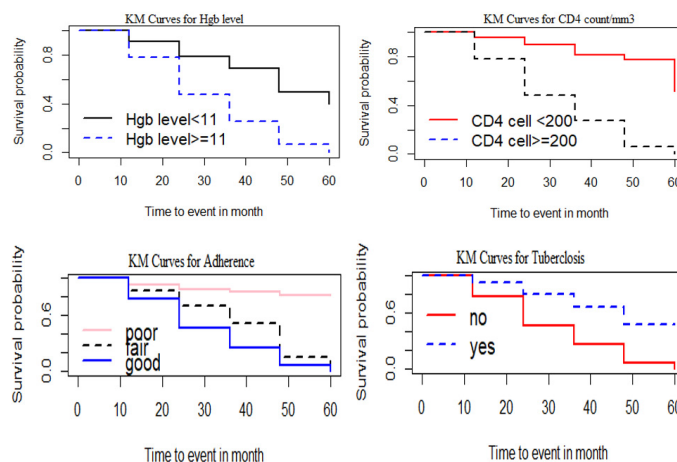 KM Curves for Hgb level
Survival probability
0.0 0.4 0.8
Hgb level<11
Hgb level>=11
0 10 20 30 40 50 60
Time to event in month
KM Curves for CD4 count/mm3
Survival probability
0.0 0.4 0.8
CD4 cell <200
CD4 cell>=200
0 10 20 30 40 50 60
Time to event in month
KM Curves for Adherence
Survival probability
0.0 0.6
poor
fair
good
0 10 20 30 40 50 60
Time to event in month
KM Curves for Tuberclosis
Survival probability
0.0 0.6
no
yes
0 10 20 30 40 50 60
Time to event in month